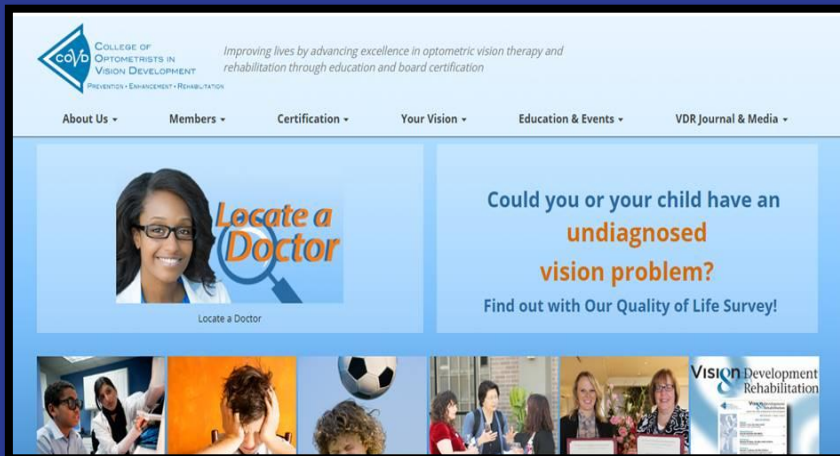 COVD
COLLEGE OF
OPTOMETRISTS IN
VISION DEVELOPMENT
PREVENTION • ENHANCEMENT • REHABILITATION
Improving lives by advancing excellence in optometric vision therapy and
rehabilitation through education and board certification
About Us
Members
Certification
Your Vision
Education & Events
VDR Journal & Media
Locate a
Doctor
Locate a Doctor
Could you or your child have an
undiagnosed
vision problem?
Find out with Our Quality of Life Survey!
VISION Development
& Rehabilitation